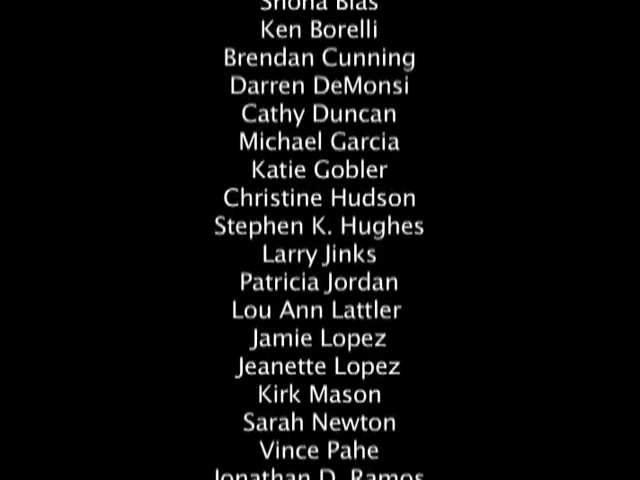 Shona Blas
Ken Borelli
Brendan Cunning
Darren DeMonsi
Cathy Duncan
Michael Garcia
Katie Gobler
Christine Hudson
Stephen K. Hughes
Larry Jinks
Patricia Jordan
Lou Ann Lattler
Jamie Lopez
Jeanette Lopez
Kirk Mason
Sarah Newton
Vince Pahe
Jonathan D. Ramos